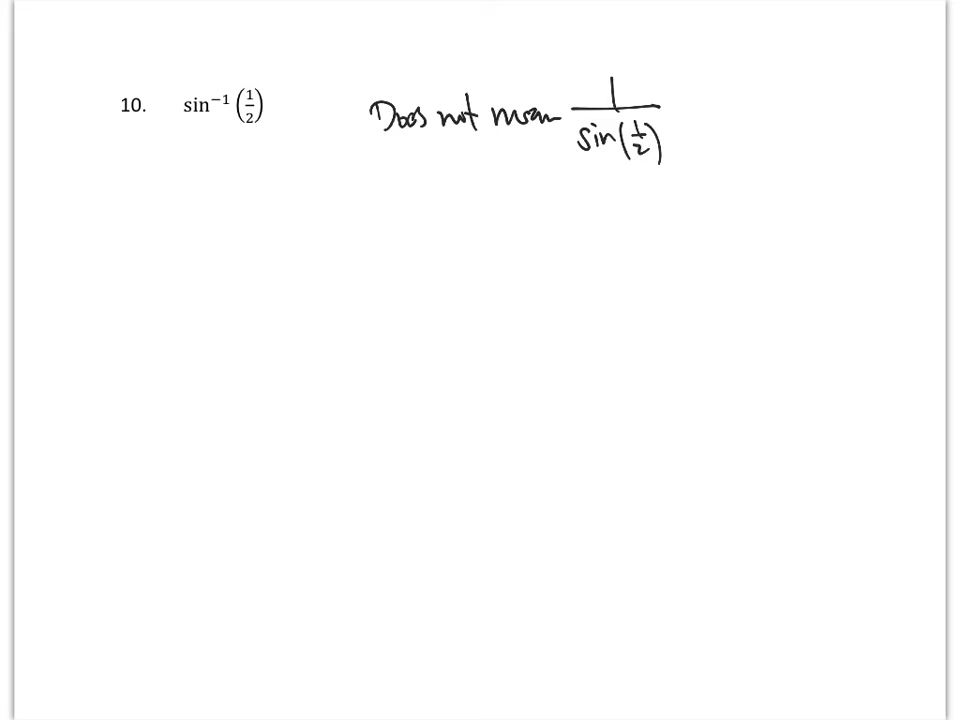 10. sin⁻¹ (1/2) Does not mean 1/sin(1/2)